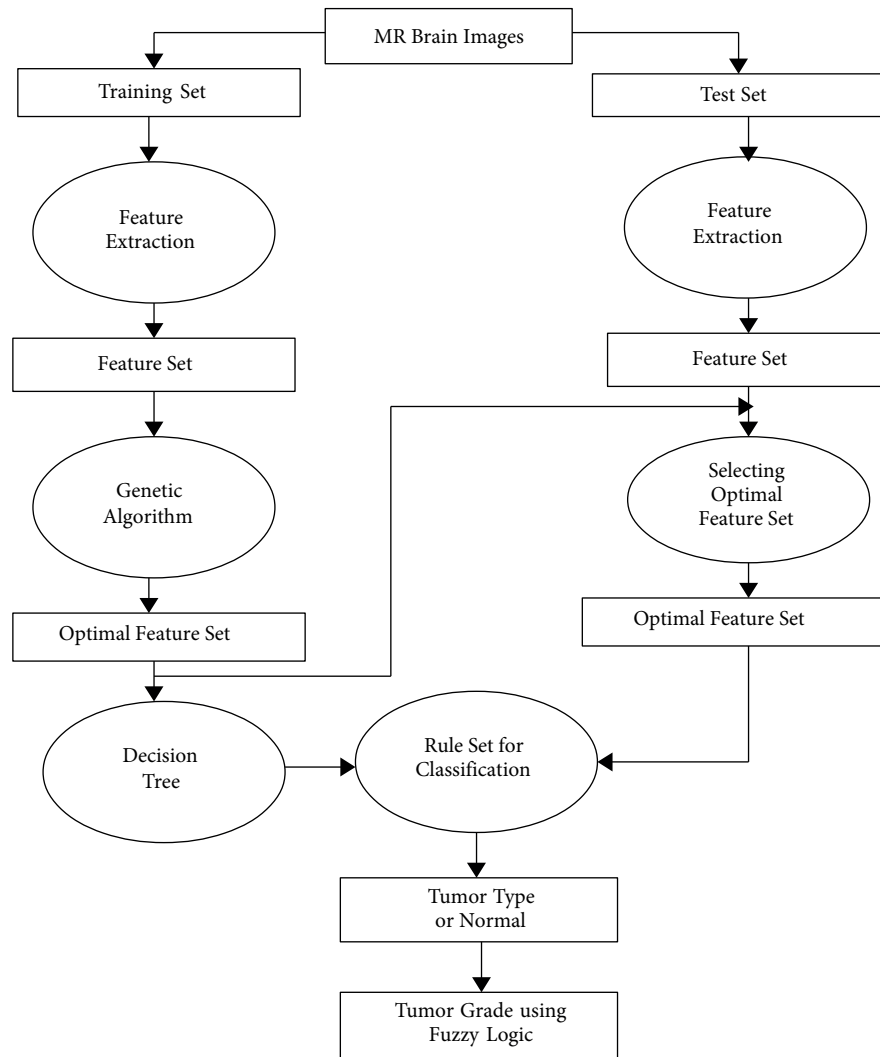 MR Brain Images
Training Set
Test Set
Feature
Extraction
Feature
Extraction
Feature Set
Feature Set
Genetic
Algorithm
Selecting
Optimal
Feature Set
Optimal Feature Set
Optimal Feature Set
Decision
Tree
Rule Set for
Classification
Tumor Type
or Normal
Tumor Grade using
Fuzzy Logic